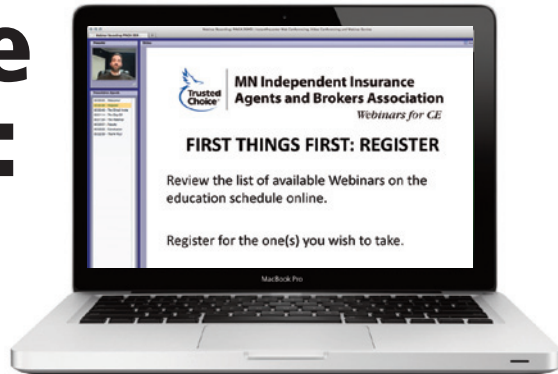 e
:
Trusted
Choice
MN Independent Insurance
Agents and Brokers Association
Webinars for CE
FIRST THINGS FIRST: REGISTER
Review the list of available Webinars on the
education schedule online.
Register for the one(s) you wish to take.
MacBook Pro